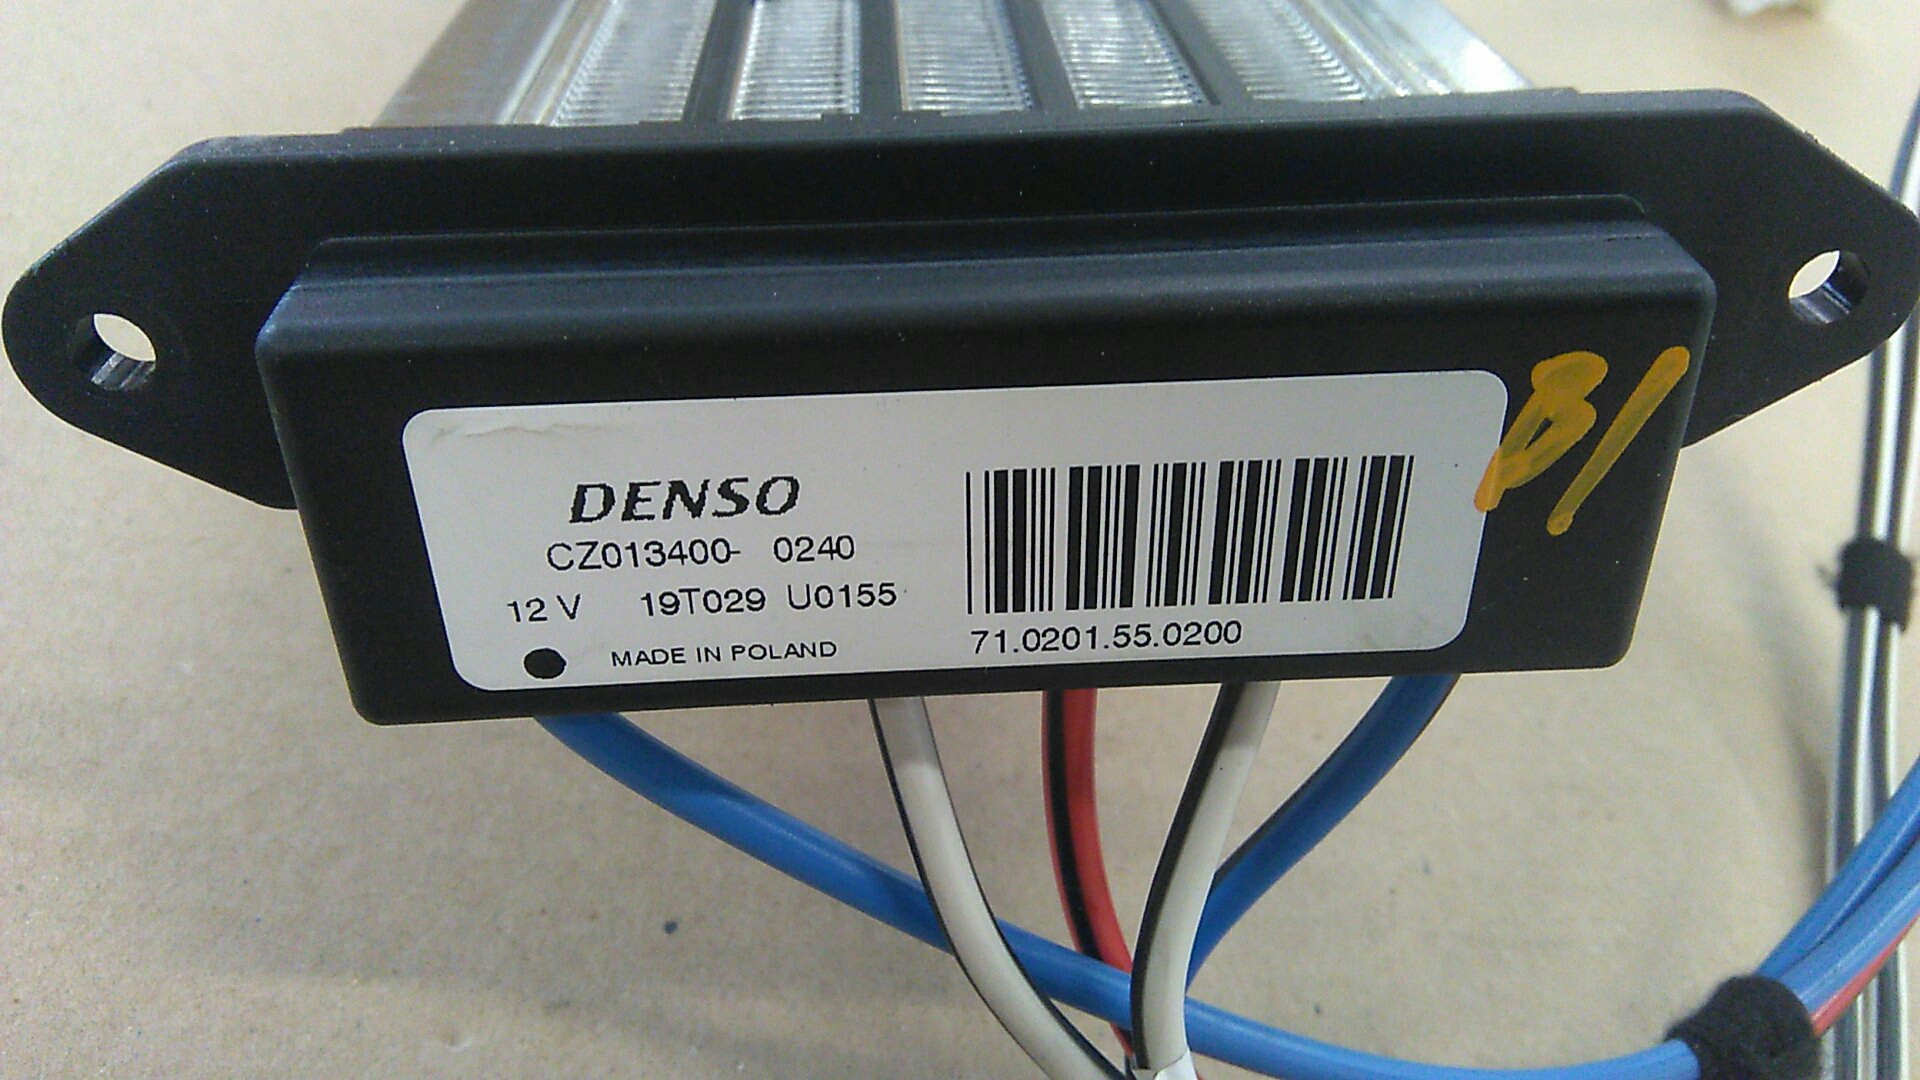 DENSO
CZ013400- 0240
12 V 19T029 U0155
MADE IN POLAND
71.0201.55.0200
B1